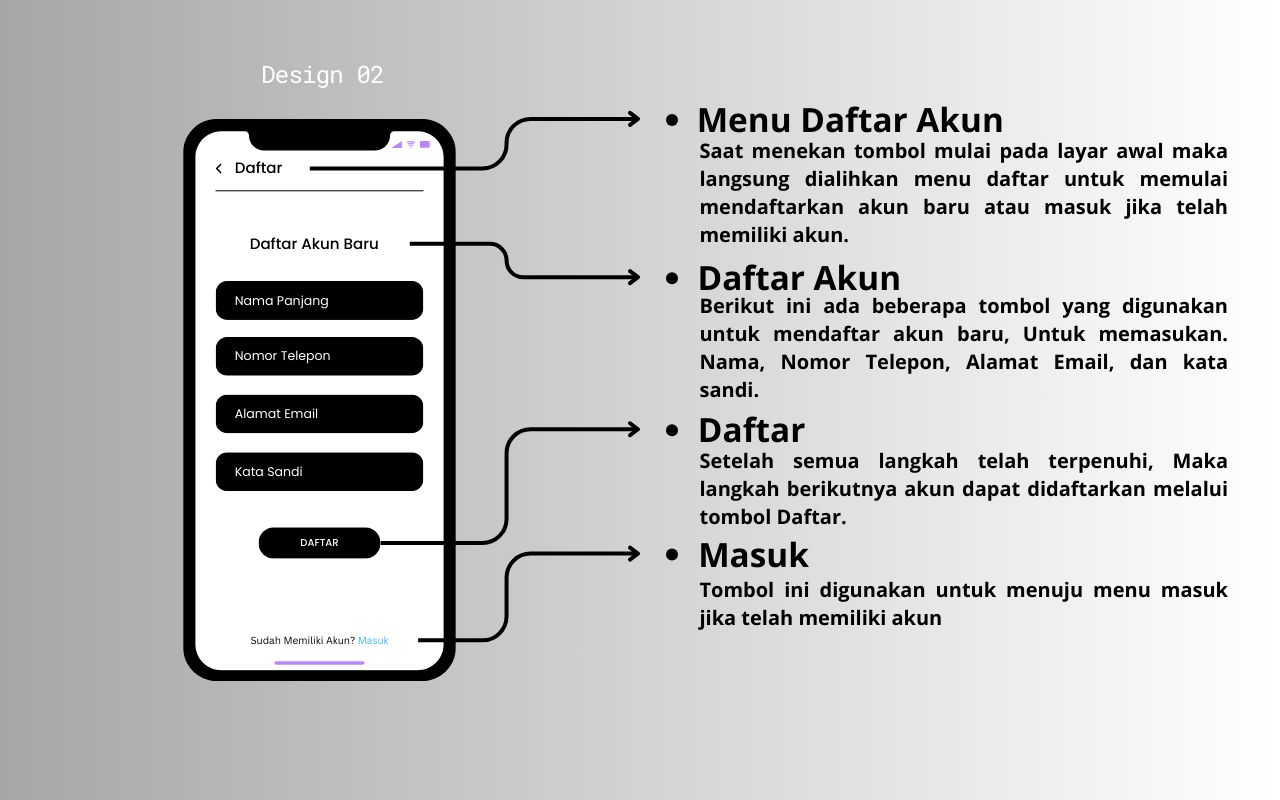 Design 02
Daftar
Daftar Akun Baru
Nama Panjang
Nomor Telepon
Alamat Email
Kata Sandi
DAFTAR
Sudah Memiliki Akun? Masuk
Menu Daftar Akun
Saat menekan tombol mulai pada layar awal maka
langsung dialihkan menu daftar untuk memulai
mendaftarkan akun baru atau masuk jika telah
memiliki akun.
Daftar Akun
Berikut ini ada beberapa tombol yang digunakan
untuk mendaftar akun baru, Untuk memasukan.
Nama, Nomor Telepon, Alamat Email, dan kata
sandi.
Daftar
Setelah semua langkah telah terpenuhi, Maka
langkah berikutnya akun dapat didaftarkan melalui
tombol Daftar.
Masuk
Tombol ini digunakan untuk menuju menu masuk
jika telah memiliki akun